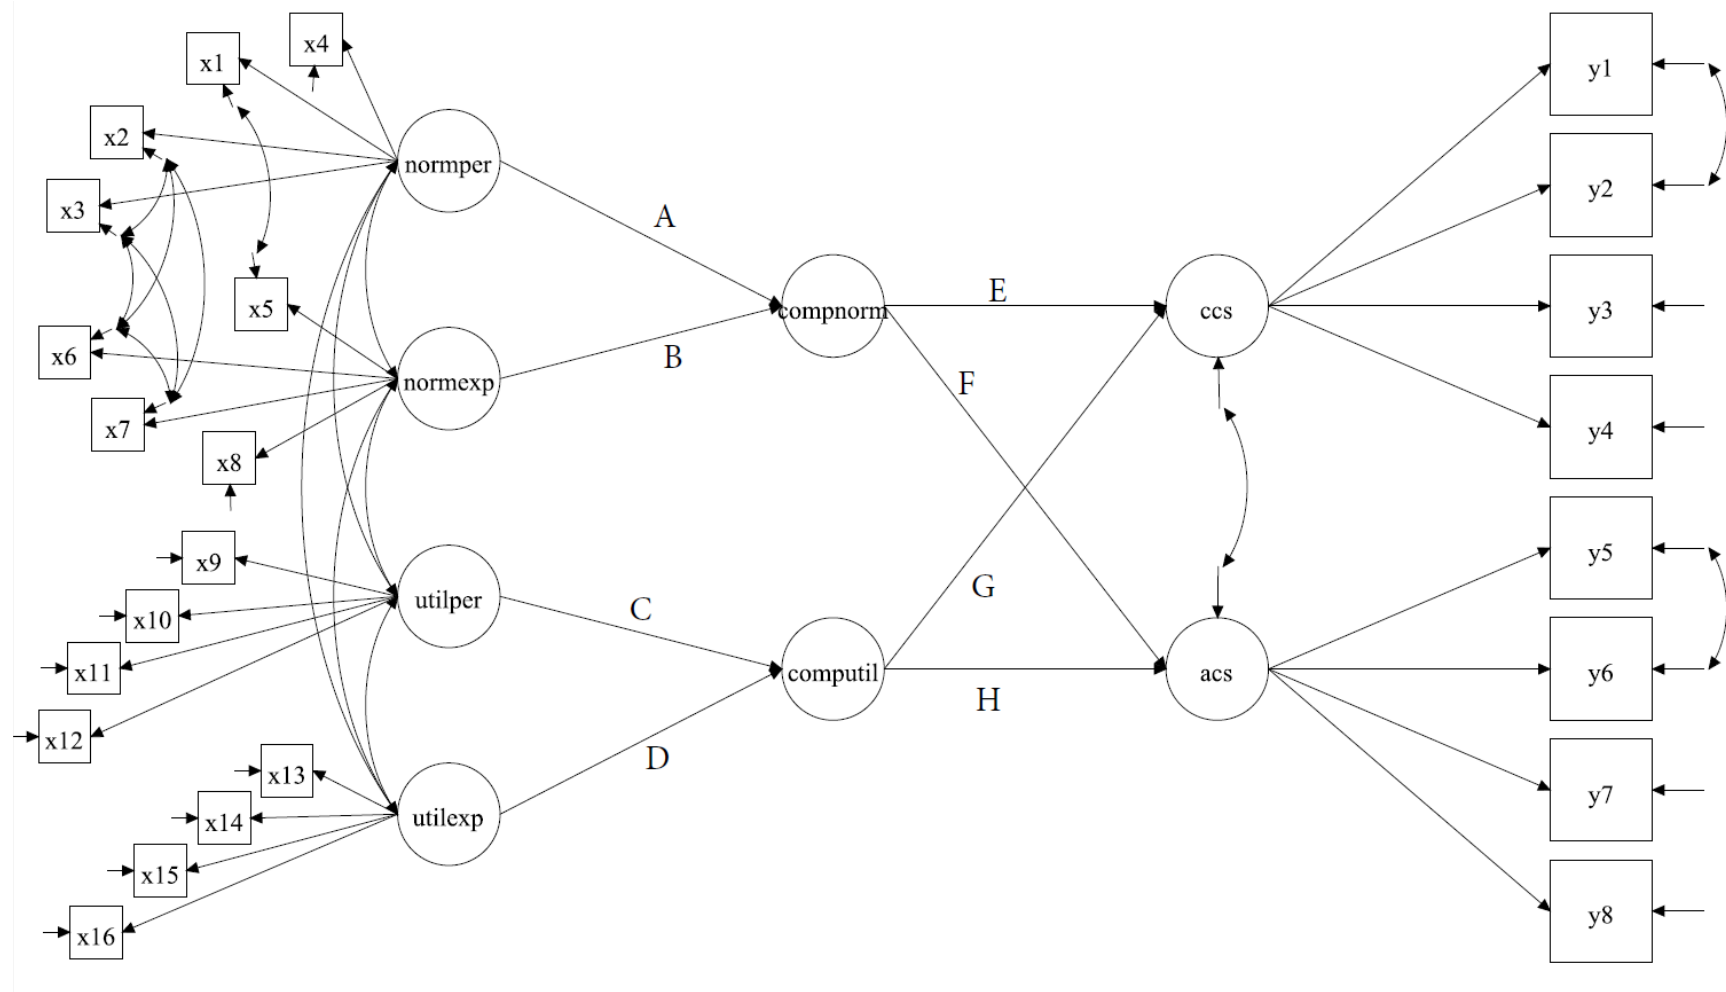 x4
x1
x2
x3
x5
x6
x7
x8
x9
x10
x11
x12
x13
x14
x15
x16
normper
normexp
utilper
utilexp
A
B
C
D
compnorm
computil
E
F
G
H
ccs
acs
y1
y2
y3
y4
y5
y6
y7
y8